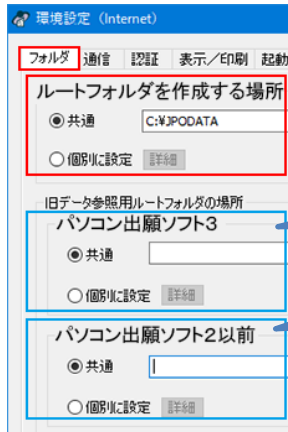 環境設定 (Internet)
フォルダ 通信 認証 表示/印刷 起動
ルートフォルダを作成する場所
共通 C:¥JPODATA
個別に設定 詳細
旧データ参照用ルートフォルダの場所
パソコン出願ソフト3
共通
個別に設定 詳細
パソコン出願ソフト2以前
共通
個別に設定 詳細